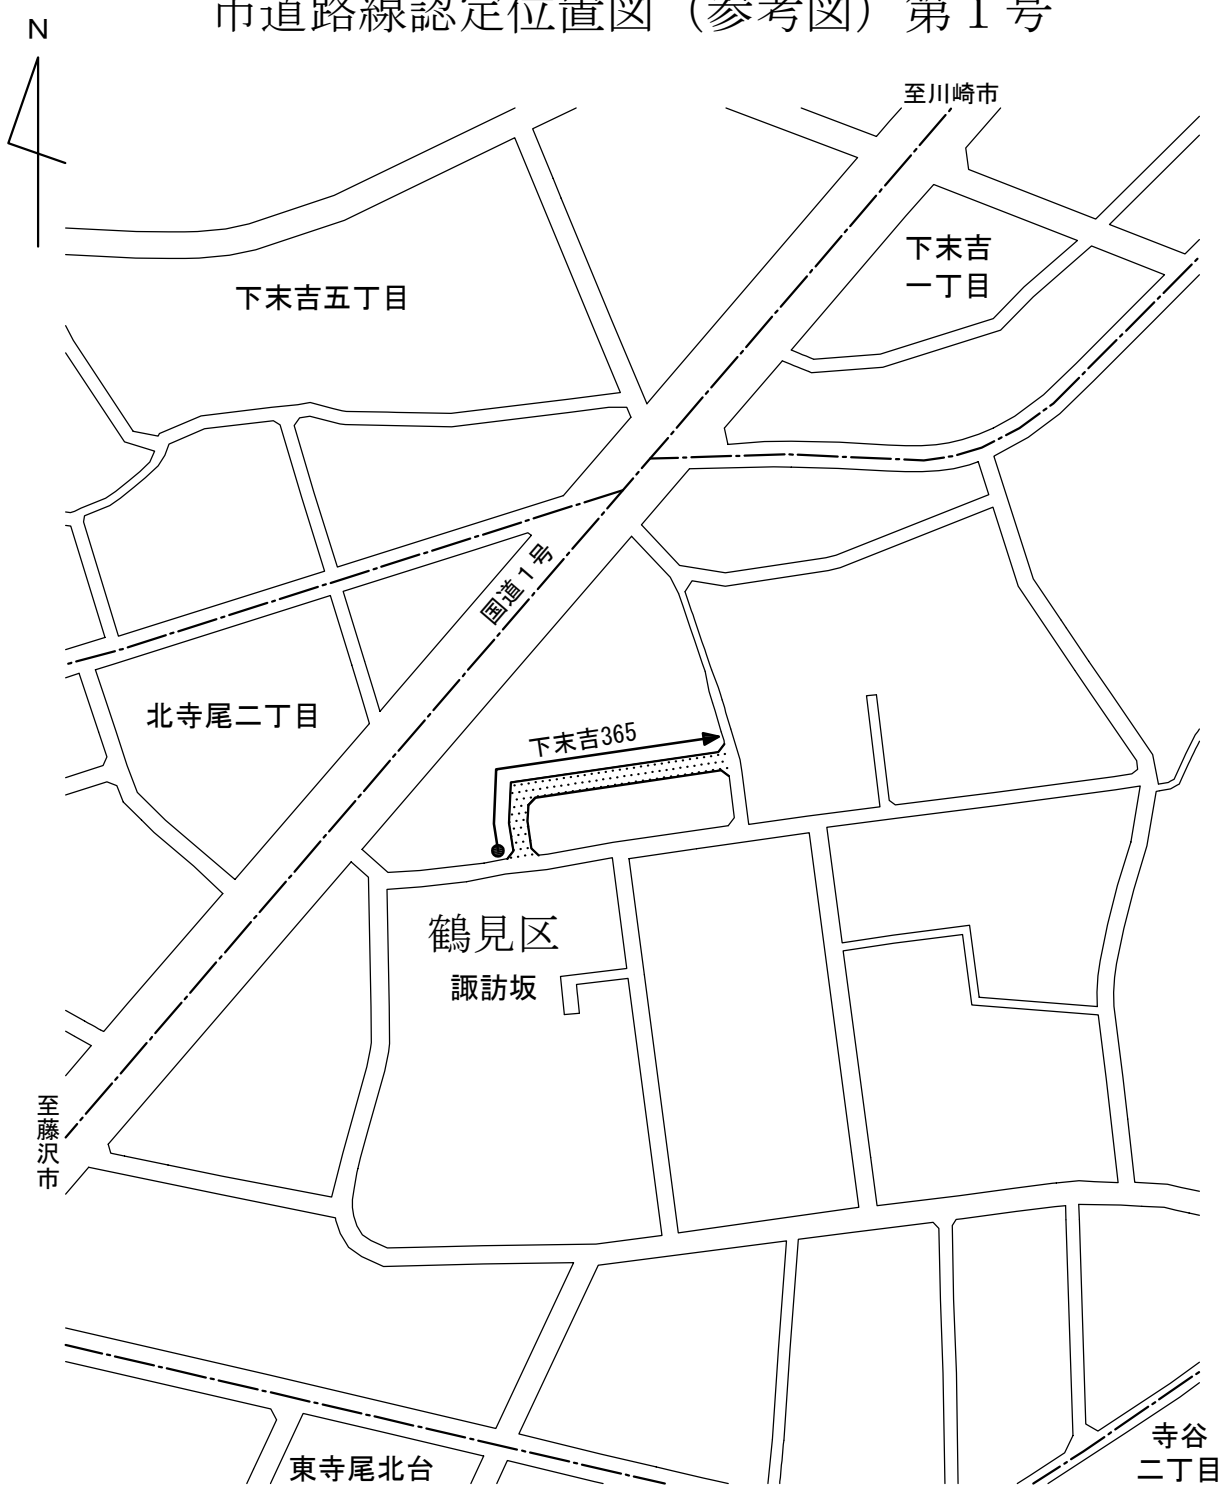 市道路線認定位置図（参考図）第１号
N
至川崎市
下末吉
一丁目
下末吉五丁目
国道１号
北寺尾二丁目
下末吉365
鶴見区
諏訪坂
至藤沢市
寺谷
二丁目
東寺尾北台